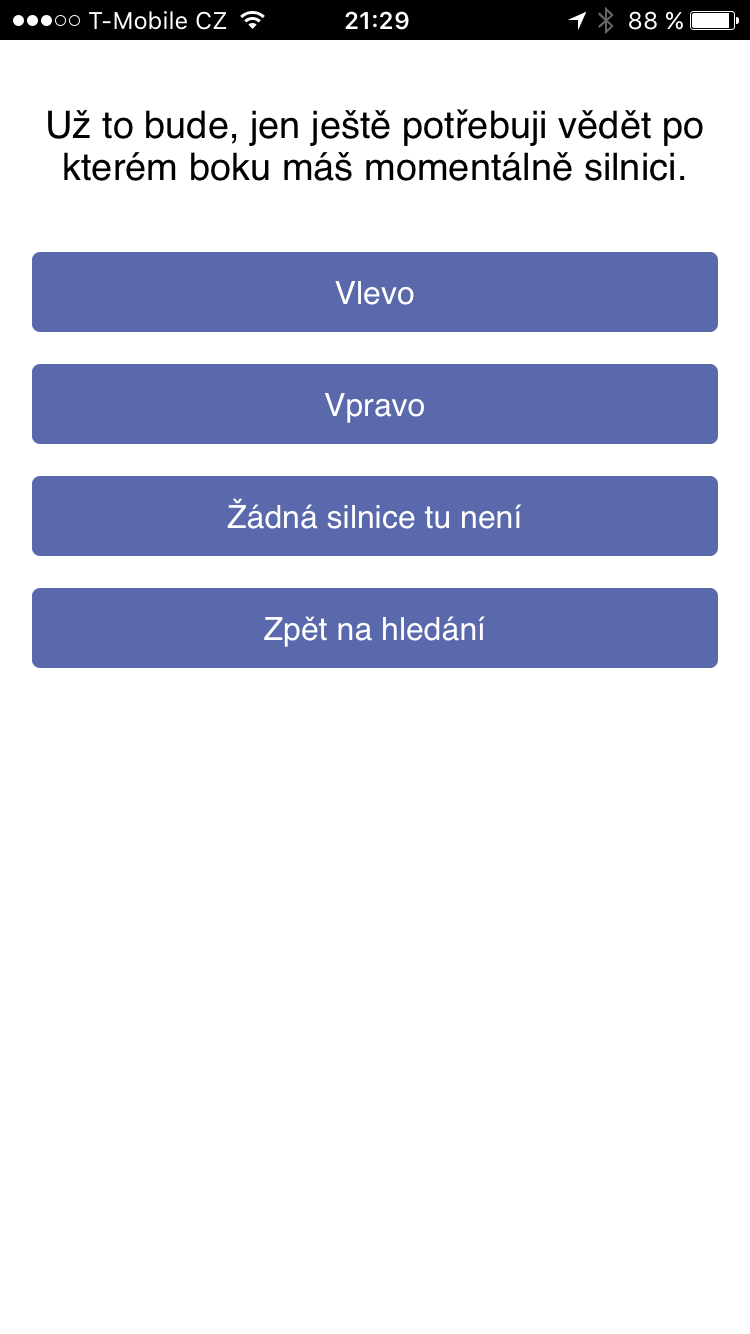 T-Mobile CZ 21:29 88 %
Už to bude, jen ještě potřebuji vědět po
kterém boku máš momentálně silnici.
Vlevo
Vpravo
Žádná silnice tu není
Zpět na hledání